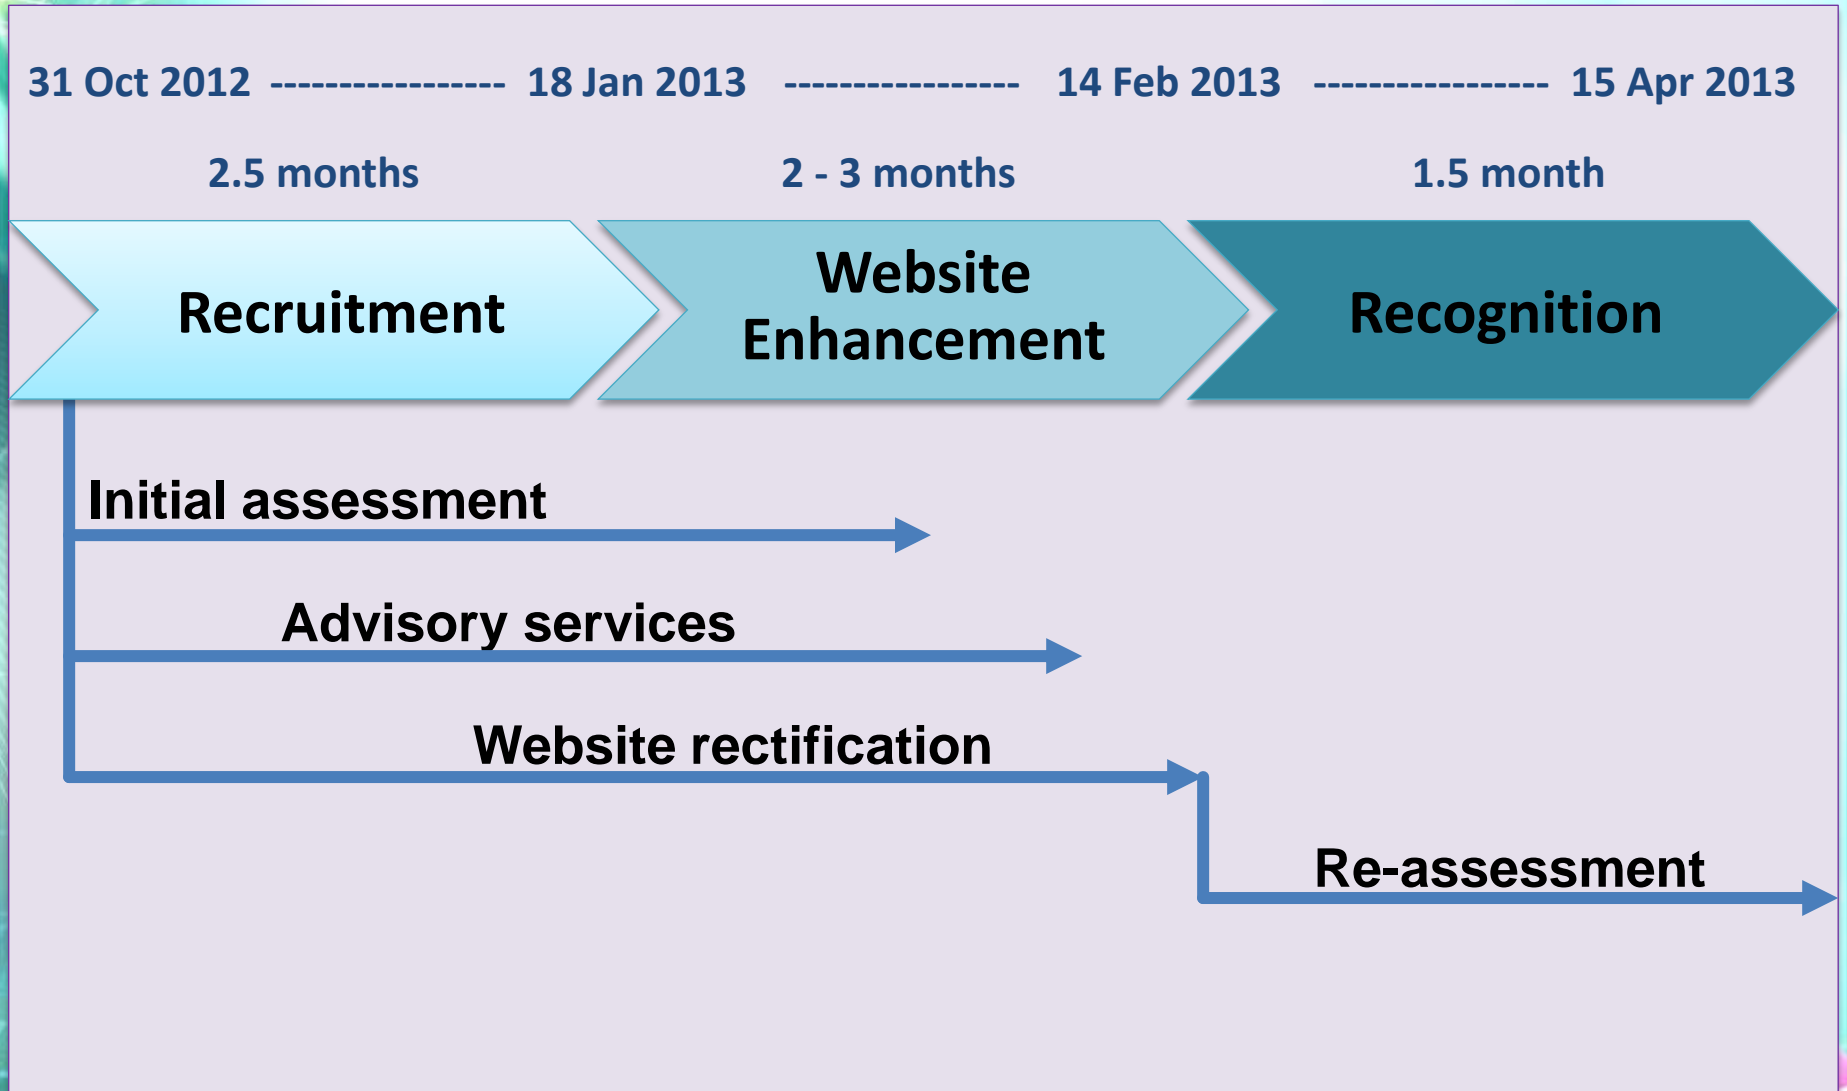 31 Oct 2012 ----------------- 18 Jan 2013 ----------------- 14 Feb 2013 ----------------- 15 Apr 2013
2.5 months 2 - 3 months 1.5 month
Recruitment
Website
Enhancement
Recognition
Initial assessment
Advisory services
Website rectification
Re-assessment